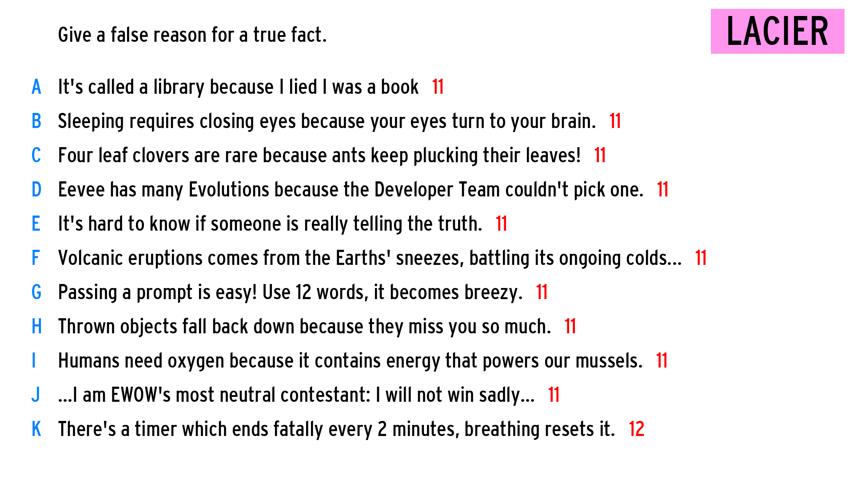 Give a false reason for a true fact.
LACIER
A It's called a library because I lied I was a book 11
B Sleeping requires closing eyes because your eyes turn to your brain. 11
C Four leaf clovers are rare because ants keep plucking their leaves! 11
D Eevee has many Evolutions because the Developer Team couldn't pick one. 11
E It's hard to know if someone is really telling the truth. 11
F Volcanic eruptions comes from the Earths' sneezes, battling its ongoing colds... 11
G Passing a prompt is easy! Use 12 words, it becomes breezy. 11
H Thrown objects fall back down because they miss you so much. 11
I Humans need oxygen because it contains energy that powers our mussels. 11
J ...I am EWOW's most neutral contestant: I will not win sadly... 11
K There's a timer which ends fatally every 2 minutes, breathing resets it. 12